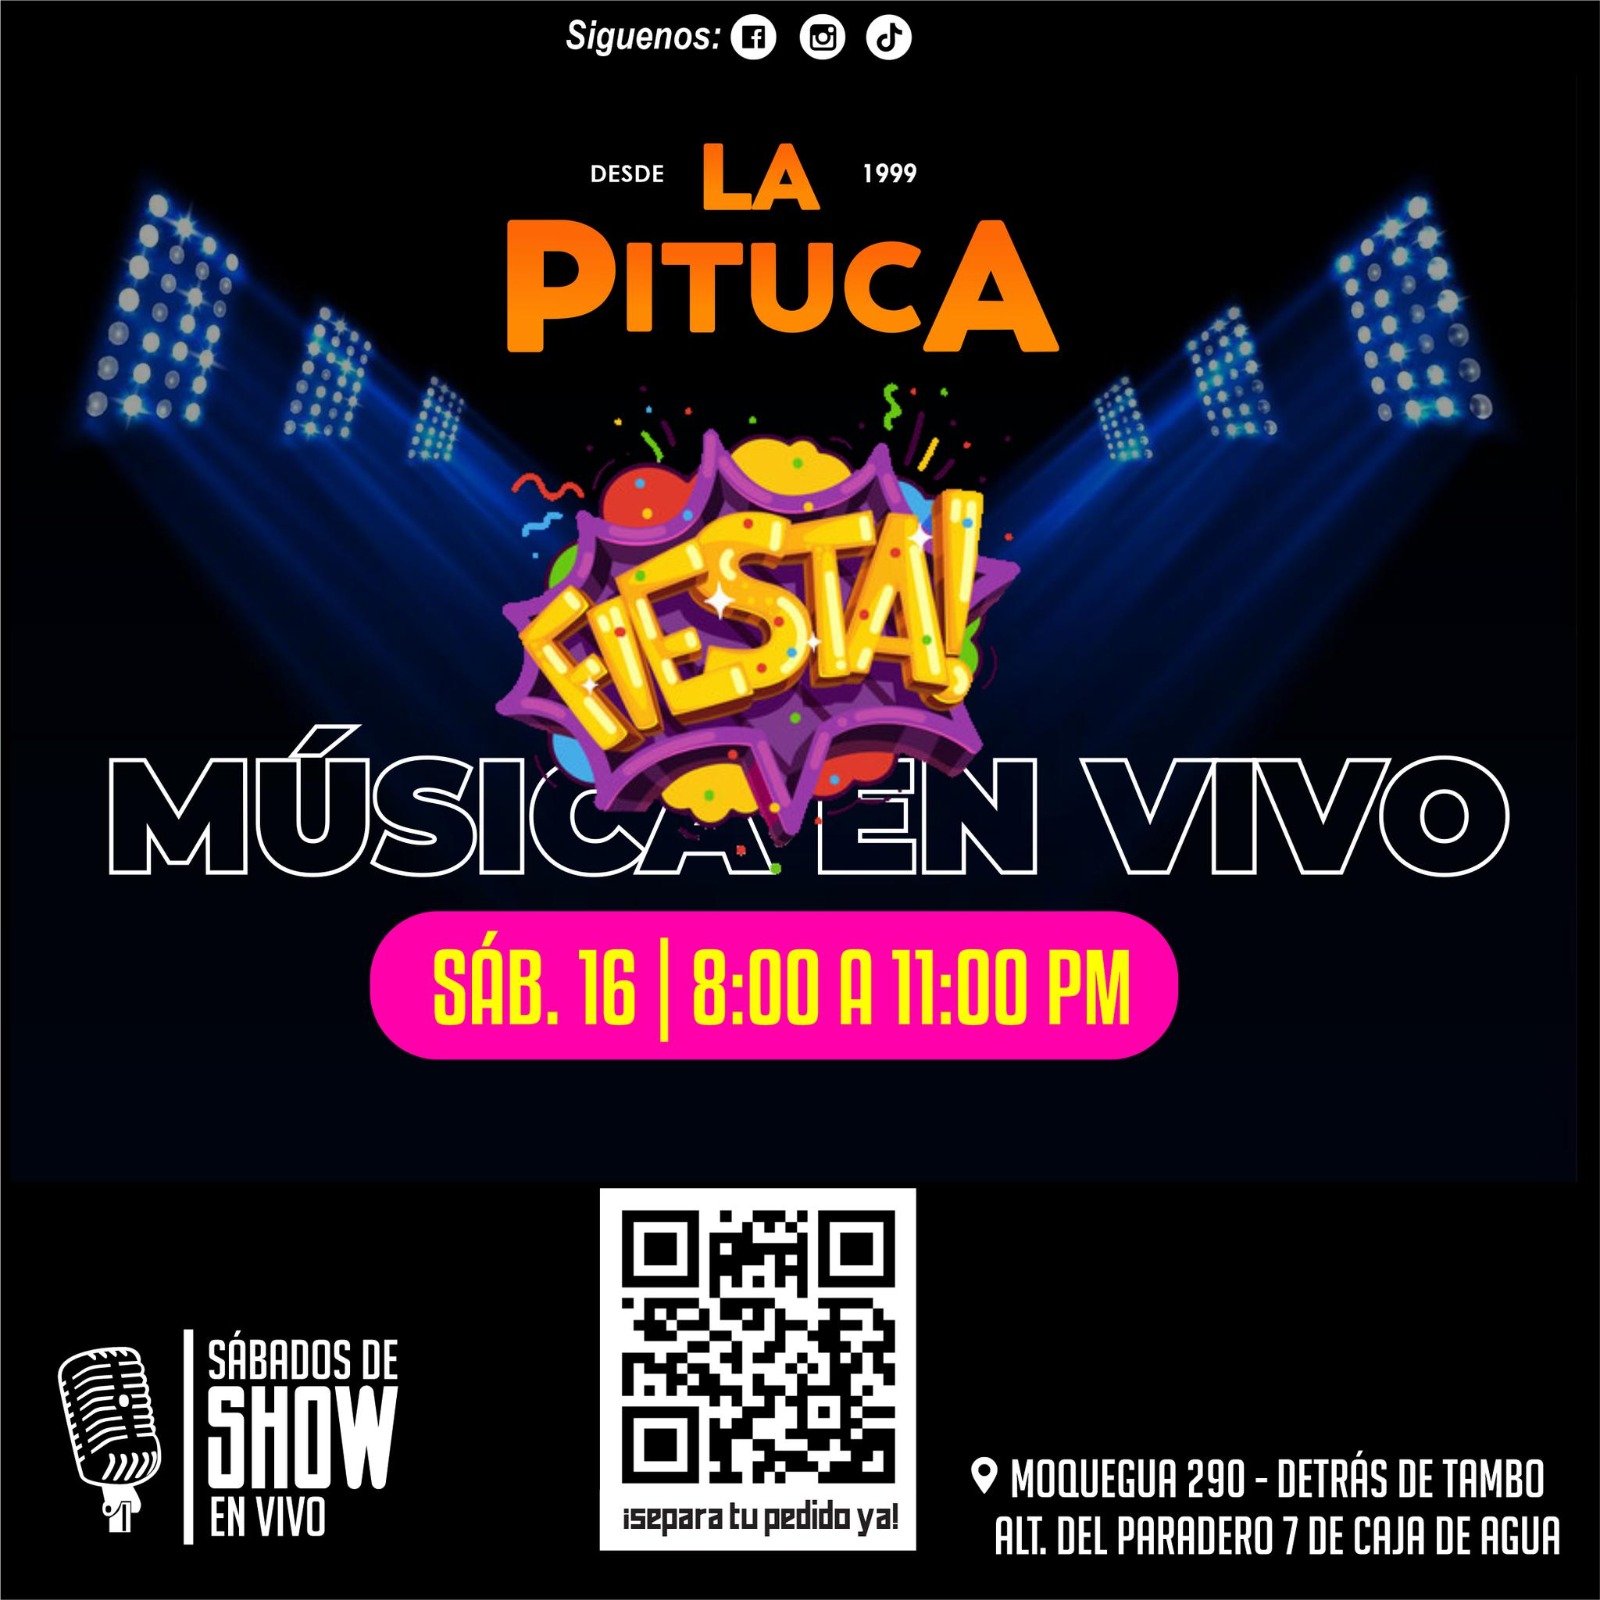 Siguenos:
DESDE LA 1999
PITUCA
FIESTA!
MÚSICA EN VIVO
SÁB. 16 | 8:00 A 11:00 PM
SÁBADOS DE
SHOW
EN VIVO
¡separa tu pedido ya!
MOQUEGUA 290 - DETRÁS DE TAMBO
ALT. DEL PARADERO 7 DE CAJA DE AGUA